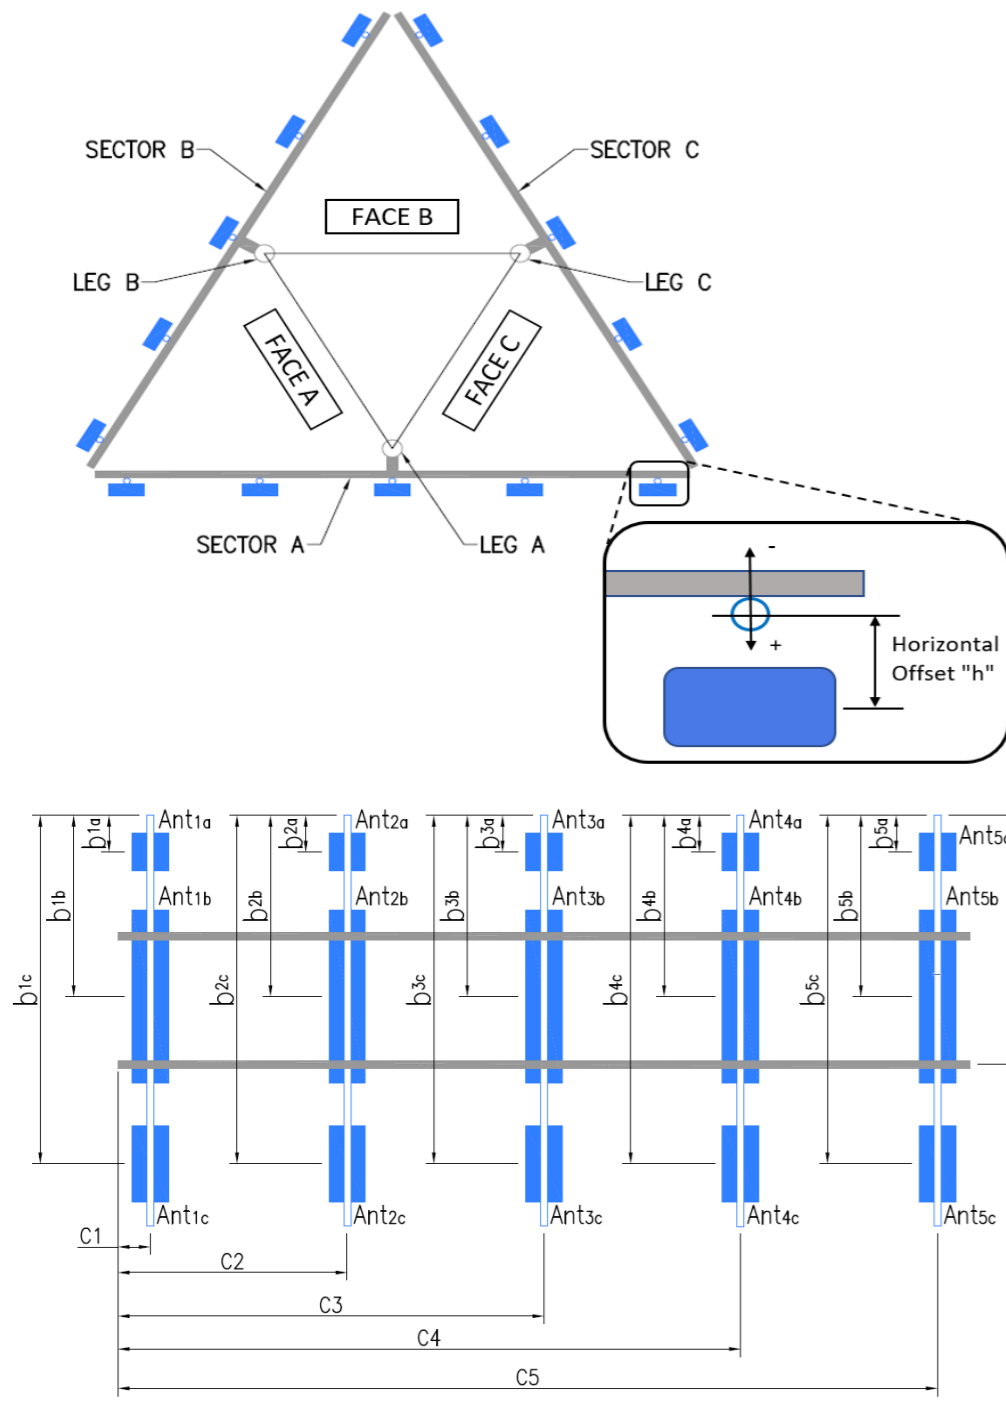 SECTOR B
SECTOR C
FACE B
LEG B
LEG C
FACE A
FACE C
SECTOR A
LEG A
-
+
Horizontal
Offset "h"
Ant1a
Ant2a
Ant3a
Ant4a
Ant5c
b1a
b2a
b3a
b4a
b5a
Ant1b
Ant2b
Ant3b
Ant4b
Ant5b
b1b
b2b
b3b
b4b
b5b
b1c
b2c
b3c
b4c
b5c
Ant1c
Ant2c
Ant3c
Ant4c
Ant5c
C1
C2
C3
C4
C5